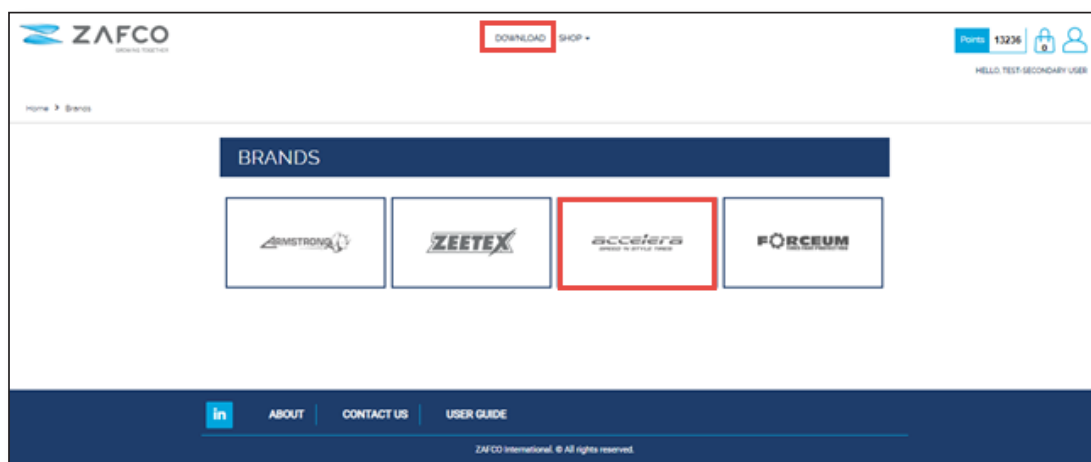 ZAFCO
GROWING TOGETHER
DOWNLOAD SHOP
Points 13236 0
HELLO, TEST-SECONDARY USER
Home > Brands
BRANDS
ARMSTRONG
ZEETEX
accelera
SPEED 'N STYLE TIRES
FORCEUM
in ABOUT CONTACT US USER GUIDE
ZAFCO International. © All rights reserved.